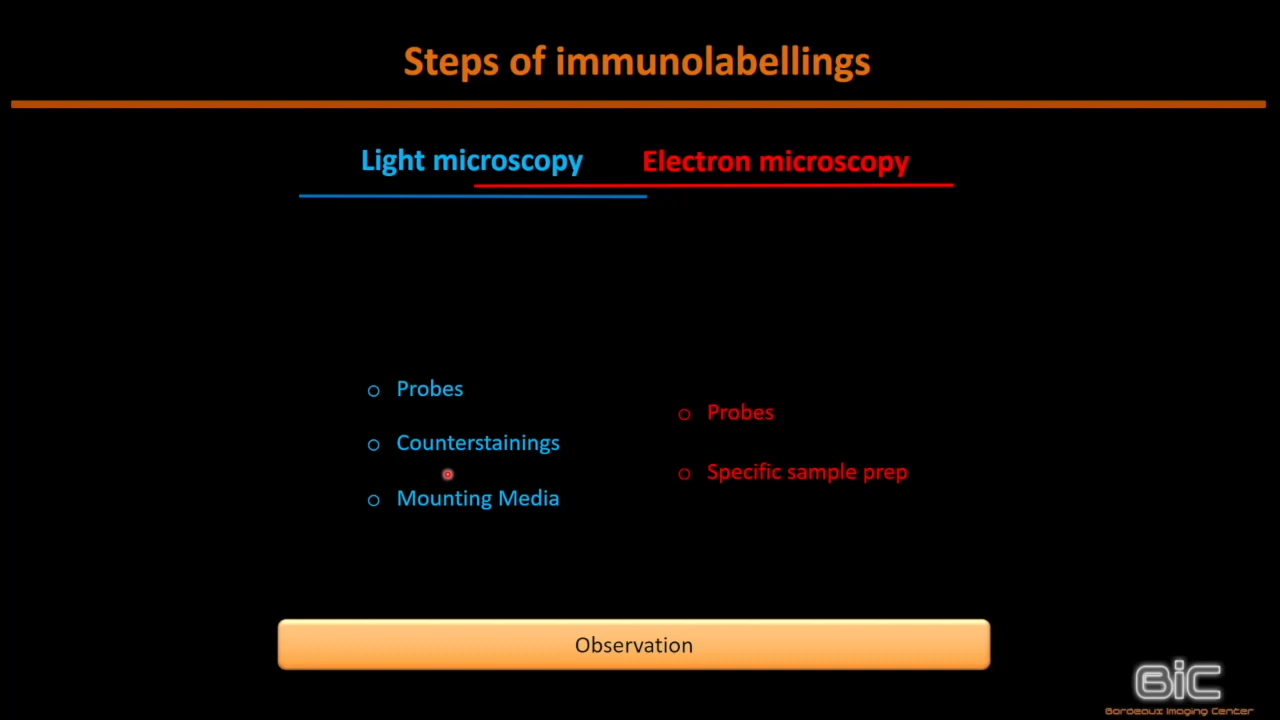 Steps of immunolabellings
Light microscopy
Electron microscopy
o Probes
o Counterstainings
o Mounting Media
o Probes
o Specific sample prep
Observation
BiC
Bordeaux Imaging Center